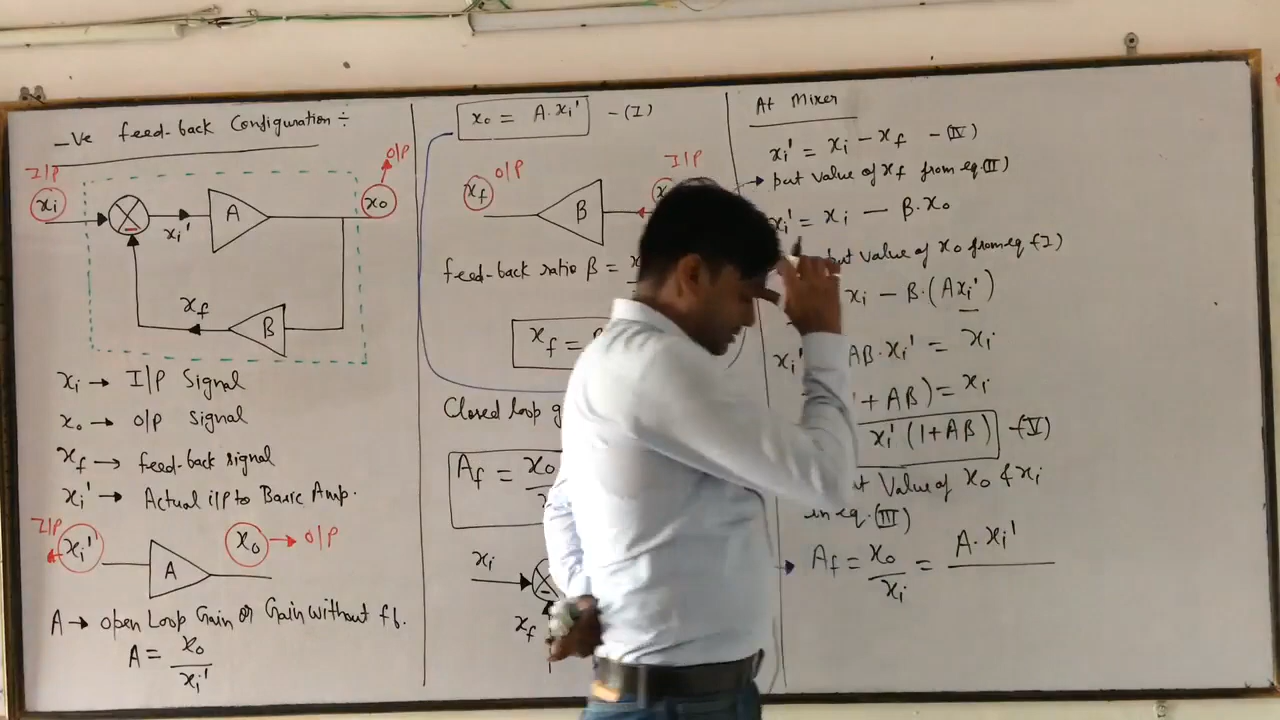 -Ve feed-back Configuration ÷
I/P
O/P
xi
xo
A
xi'
xf
β
xi → I/P Signal
xo → O/P Signal
xf → feed-back signal
xi' → Actual i/p to Basic Amp.
I/P
xi'
A
xo → O/P
A → open Loop Gain or Gain without fb.
A = xo/xi'
xo = A.xi' -(I)
O/P
I/P
xf
β
feed-back ratio β =
xf =
Closed loop
Af = xo
xi
xf
At Mixer
xi' = xi - xf -(IV)
put value of xf from eq.(II)
xi' = xi - β.xo
put value of xo from eq (I)
xi - β.(Axi')
xi' Aβ.xi' = xi
+ Aβ) = xi
xi'(1+Aβ) -(V)
Value of xo & xi
in eq.(III)
Af = xo/xi = A.xi'